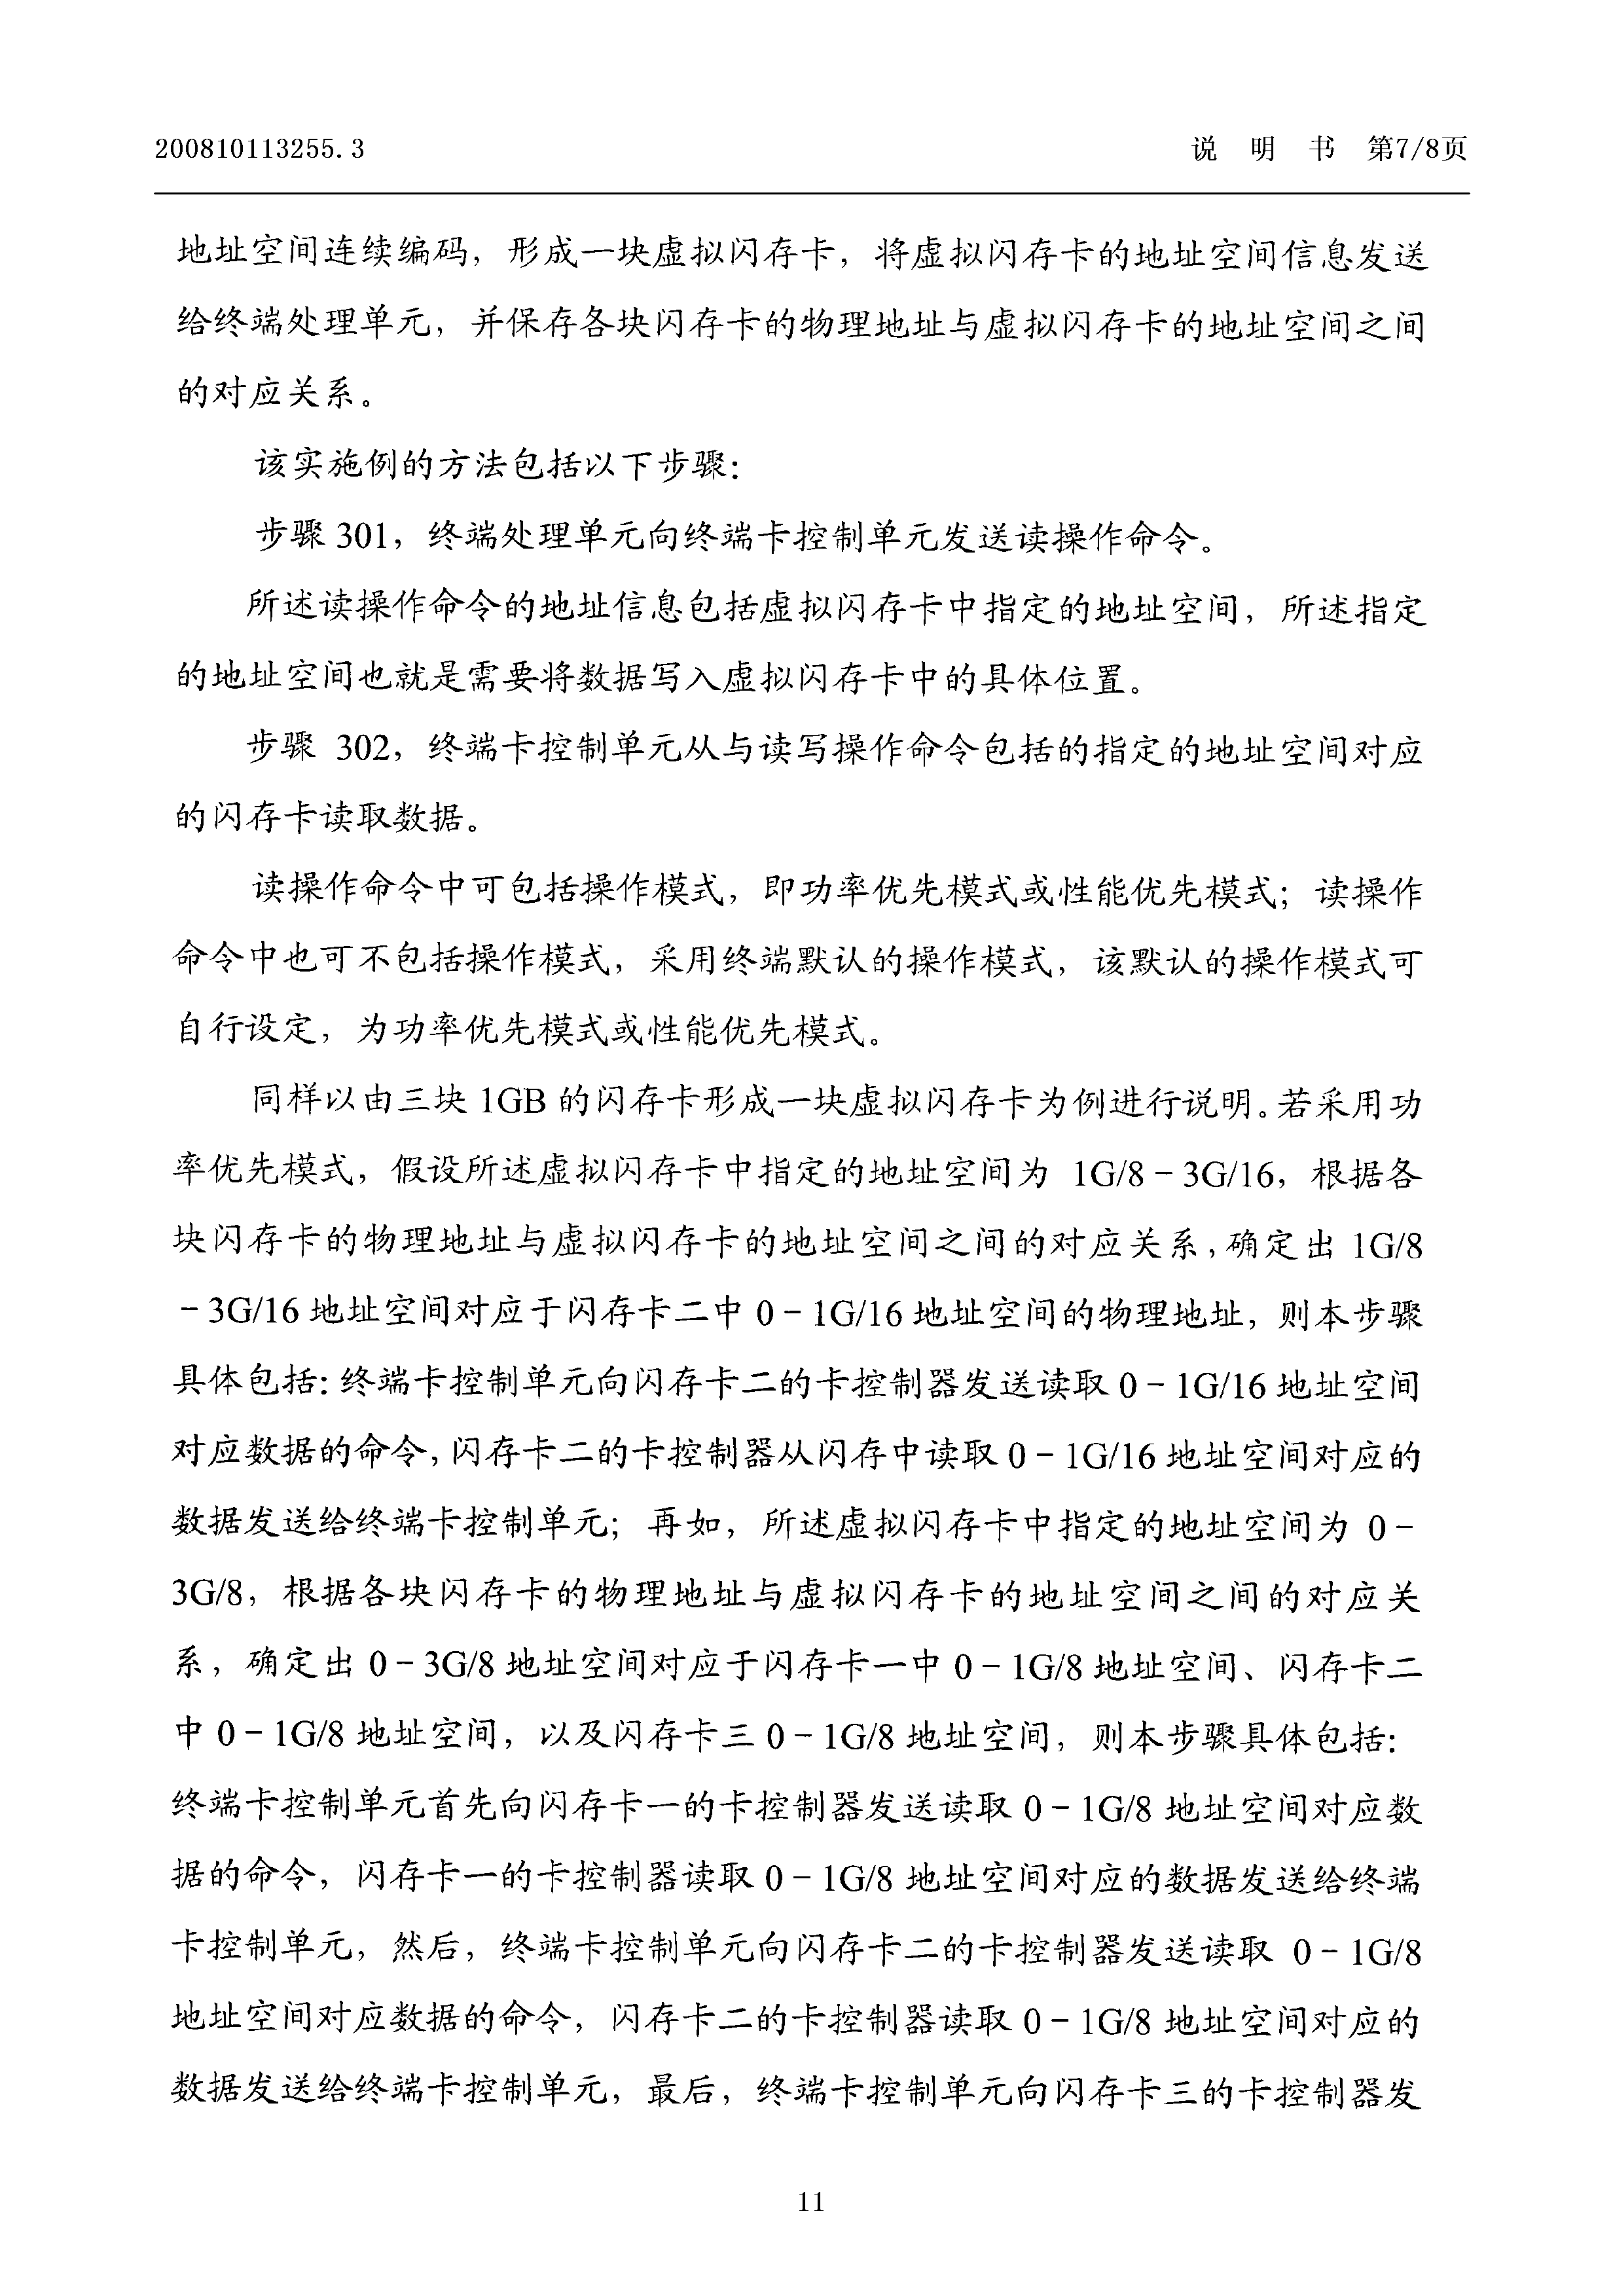 200810113255.3 说 明 书 第7/8页
地址空间连续编码，形成一块虚拟闪存卡，将虚拟闪存卡的地址空间信息发送
给终端处理单元，并保存各块闪存卡的物理地址与虚拟闪存卡的地址空间之间
的对应关系。
该实施例的方法包括以下步骤：
步骤 301，终端处理单元向终端卡控制单元发送读操作命令。
所述读操作命令的地址信息包括虚拟闪存卡中指定的地址空间，所述指定
的地址空间也就是需要将数据写入虚拟闪存卡中的具体位置。
步骤 302，终端卡控制单元从与读写操作命令包括的指定的地址空间对应
的闪存卡读取数据。
读操作命令中可包括操作模式，即功率优先模式或性能优先模式；读操作
命令中也可不包括操作模式，采用终端默认的操作模式，该默认的操作模式可
自行设定，为功率优先模式或性能优先模式。
同样以由三块 1GB 的闪存卡形成一块虚拟闪存卡为例进行说明。若采用功
率优先模式，假设所述虚拟闪存卡中指定的地址空间为 1G/8－3G/16，根据各
块闪存卡的物理地址与虚拟闪存卡的地址空间之间的对应关系，确定出 1G/8
－3G/16 地址空间对应于闪存卡二中 0－1G/16 地址空间的物理地址，则本步骤
具体包括：终端卡控制单元向闪存卡二的卡控制器发送读取 0－1G/16 地址空间
对应数据的命令，闪存卡二的卡控制器从闪存中读取 0－1G/16 地址空间对应的
数据发送给终端卡控制单元；再如，所述虚拟闪存卡中指定的地址空间为 0－
3G/8，根据各块闪存卡的物理地址与虚拟闪存卡的地址空间之间的对应关
系，确定出 0－3G/8 地址空间对应于闪存卡一中 0－1G/8 地址空间、闪存卡二
中 0－1G/8 地址空间，以及闪存卡三 0－1G/8 地址空间，则本步骤具体包括：
终端卡控制单元首先向闪存卡一的卡控制器发送读取 0－1G/8 地址空间对应数
据的命令，闪存卡一的卡控制器读取 0－1G/8 地址空间对应的数据发送给终端
卡控制单元，然后，终端卡控制单元向闪存卡二的卡控制器发送读取 0－1G/8
地址空间对应数据的命令，闪存卡二的卡控制器读取 0－1G/8 地址空间对应的
数据发送给终端卡控制单元，最后，终端卡控制单元向闪存卡三的卡控制器发
11